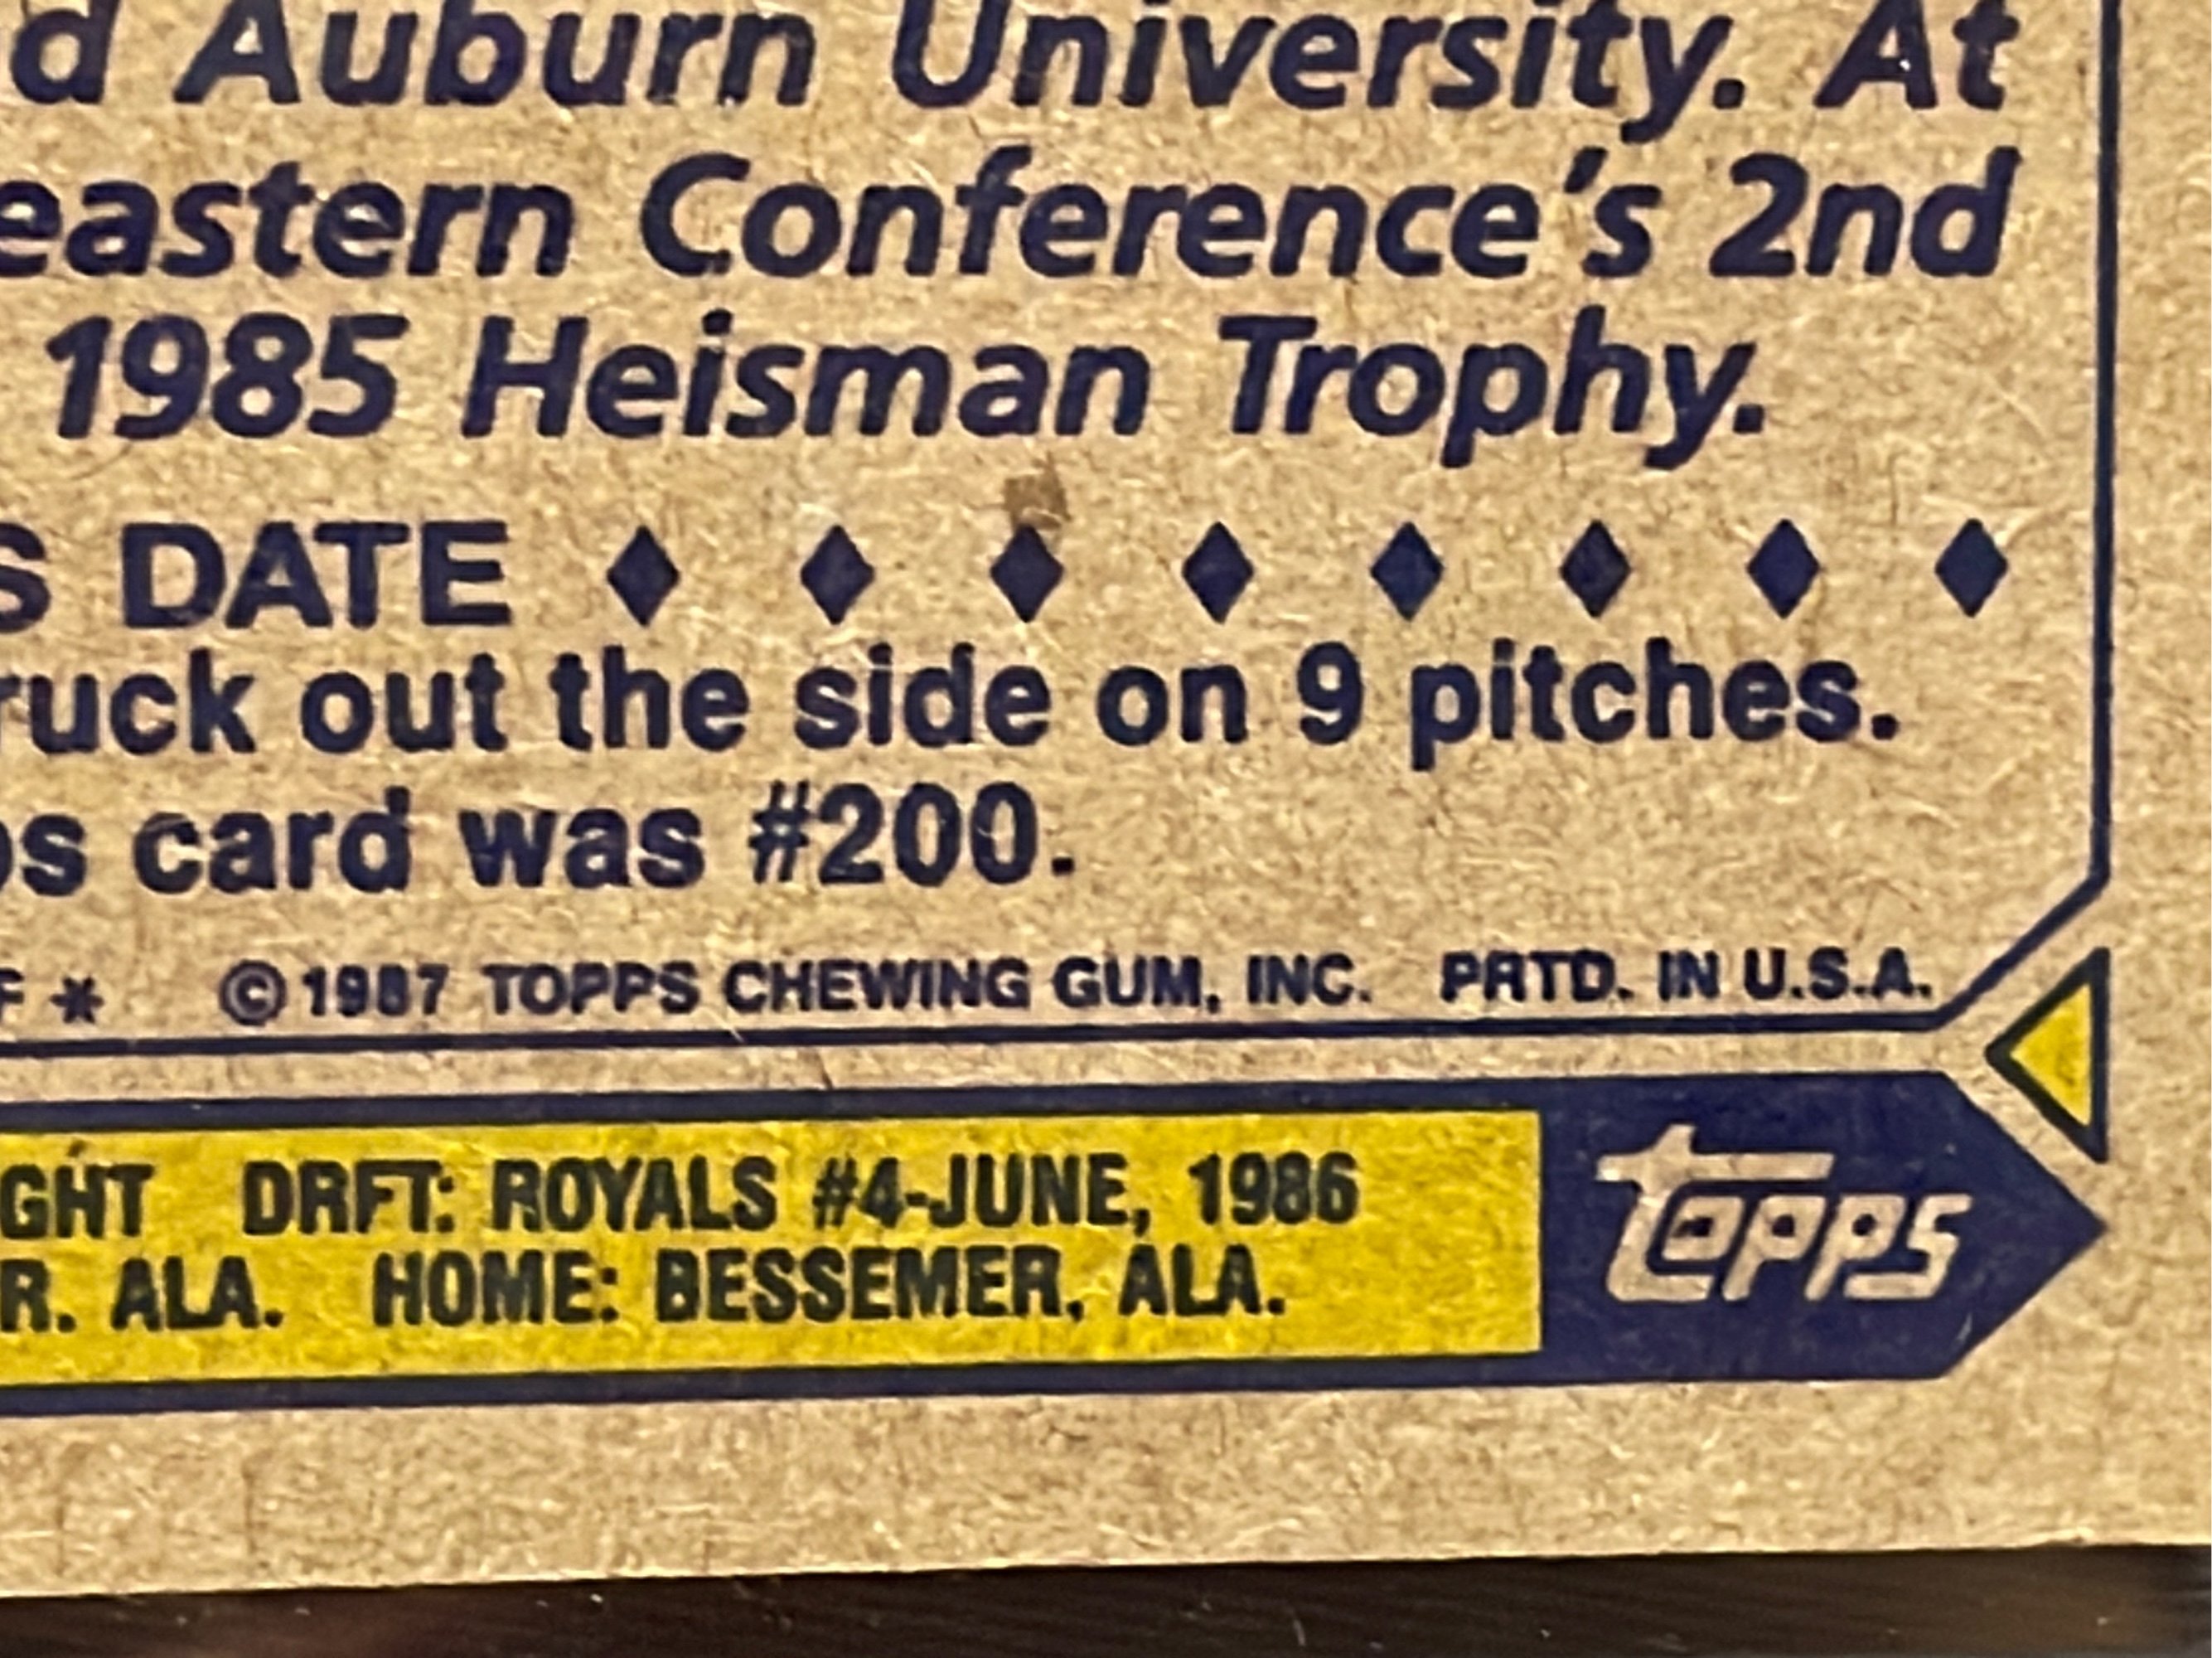 d Auburn University. At
eastern Conference's 2nd
1985 Heisman Trophy.
S DATE ♦ ♦ ♦ ♦ ♦ ♦ ♦ ♦
ruck out the side on 9 pitches.
ps card was #200.
F * © 1987 TOPPS CHEWING GUM, INC. PRTD. IN U.S.A.
GHT DRFT: ROYALS #4-JUNE, 1986
R. ALA. HOME: BESSEMER, ALA.
topps